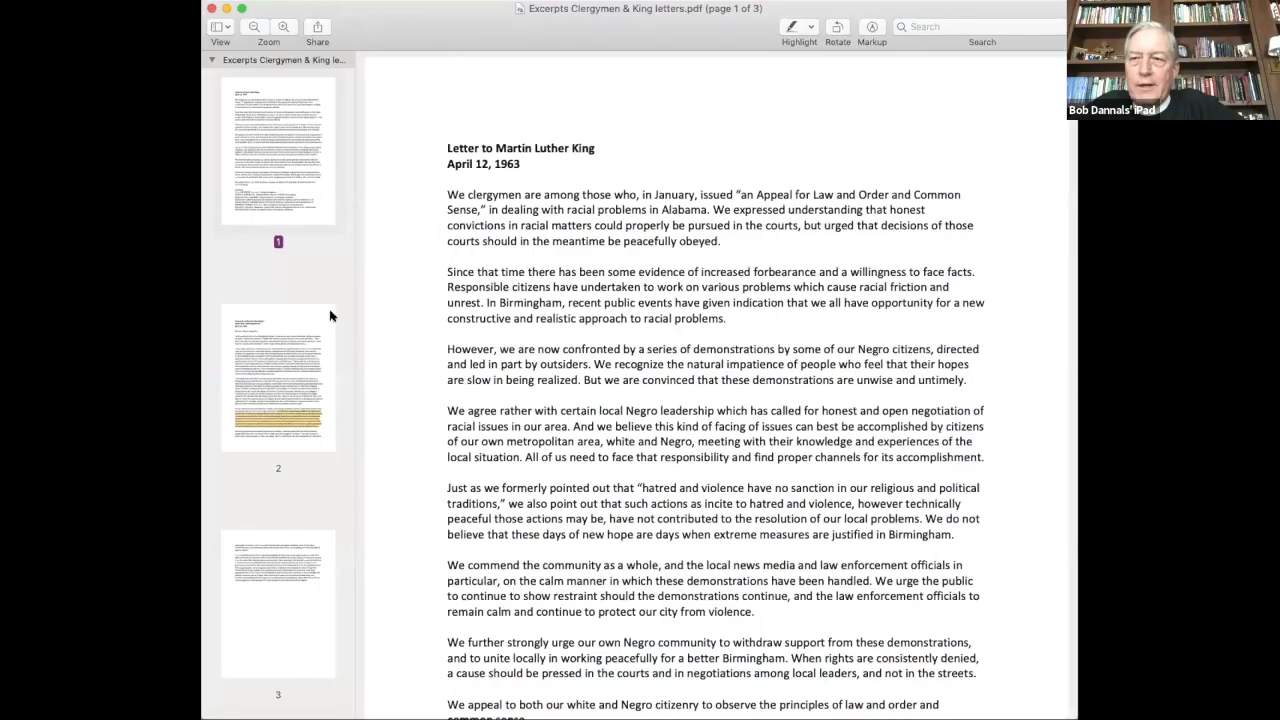 Excerpts Clergymen & King letters.pdf (page 1 of 3)
View
Zoom
Share
Highlight
Rotate
Markup
Search
Search
Excerpts Clergymen & King le...
Bob Dannals' iPad
1
2
3
Letter to Martin Luther King
April 12, 1963
We clergymen are among those who, in January, issued "an Appeal for Law and Order and Common
Sense," in dealing with racial problems in Alabama. We expressed understanding that honest
convictions in racial matters could properly be pursued in the courts, but urged that decisions of those
courts should in the meantime be peacefully obeyed.
Since that time there has been some evidence of increased forbearance and a willingness to face facts.
Responsible citizens have undertaken to work on various problems which cause racial friction and
unrest. In Birmingham, recent public events have given indication that we all have opportunity for a new
constructive and realistic approach to racial problems.
However, we are now confronted by a series of demonstrations by some of our Negro citizens, directed
and led in part by outsiders. We recognize the natural impatience of people who feel that their hopes
are slow in being realized. But we are convinced that these demonstrations are unwise and untimely.
We agree rather with certain local Negro leadership which has called for honest and open negotiation of
racial issues in our area. And we believe this kind of facing of issues can best be accomplished by citizens
of our own metropolitan area, white and Negro, meeting with their knowledge and experiences of the
local situation. All of us need to face that responsibility and find proper channels for its accomplishment.
Just as we formerly pointed out that "hatred and violence have no sanction in our religious and political
traditions," we also point out that such actions as incite to hatred and violence, however technically
peaceful those actions may be, have not contributed to the resolution of our local problems. We do not
believe that these days of new hope are days when extreme measures are justified in Birmingham.
We commend the community as a whole, and the local news media and law enforcement officials in
particular, on the calm manner in which these demonstrations have been handled. We urge the public
to continue to show restraint should the demonstrations continue, and the law enforcement officials to
remain calm and continue to protect our city from violence.
We further strongly urge our own Negro community to withdraw support from these demonstrations,
and to unite locally in working peacefully for a better Birmingham. When rights are consistently denied,
a cause should be pressed in the courts and in negotiations among local leaders, and not in the streets.
We appeal to both our white and Negro citizenry to observe the principles of law and order and
common sense.